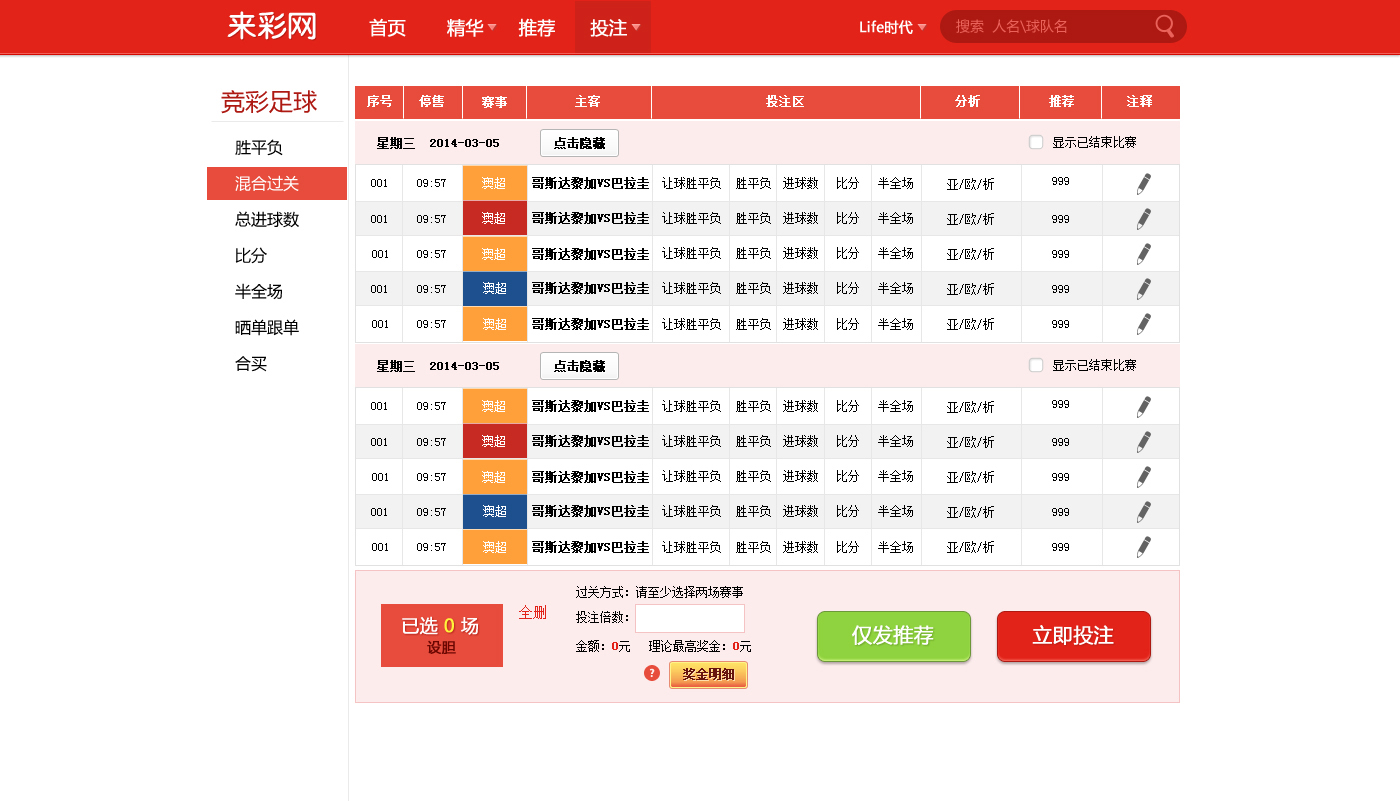 来彩网 首页 精华 推荐 投注 Life时代 搜索 人名\球队名
竞彩足球
胜平负
混合过关
总进球数
比分
半全场
晒单跟单
合买
序号 停售 赛事 主客 投注区 分析 推荐 注释
星期三 2014-03-05 点击隐藏 显示已结束比赛
001 09:57 澳超 哥斯达黎加VS巴拉圭 让球胜平负 胜平负 进球数 比分 半全场 亚/欧/析 999
001 09:57 澳超 哥斯达黎加VS巴拉圭 让球胜平负 胜平负 进球数 比分 半全场 亚/欧/析 999
001 09:57 澳超 哥斯达黎加VS巴拉圭 让球胜平负 胜平负 进球数 比分 半全场 亚/欧/析 999
001 09:57 澳超 哥斯达黎加VS巴拉圭 让球胜平负 胜平负 进球数 比分 半全场 亚/欧/析 999
001 09:57 澳超 哥斯达黎加VS巴拉圭 让球胜平负 胜平负 进球数 比分 半全场 亚/欧/析 999
星期三 2014-03-05 点击隐藏 显示已结束比赛
001 09:57 澳超 哥斯达黎加VS巴拉圭 让球胜平负 胜平负 进球数 比分 半全场 亚/欧/析 999
001 09:57 澳超 哥斯达黎加VS巴拉圭 让球胜平负 胜平负 进球数 比分 半全场 亚/欧/析 999
001 09:57 澳超 哥斯达黎加VS巴拉圭 让球胜平负 胜平负 进球数 比分 半全场 亚/欧/析 999
001 09:57 澳超 哥斯达黎加VS巴拉圭 让球胜平负 胜平负 进球数 比分 半全场 亚/欧/析 999
001 09:57 澳超 哥斯达黎加VS巴拉圭 让球胜平负 胜平负 进球数 比分 半全场 亚/欧/析 999
已选 0 场
设胆
全删
过关方式：请至少选择两场赛事
投注倍数：
金额：0元 理论最高奖金：0元
? 奖金明细
仅发推荐
立即投注